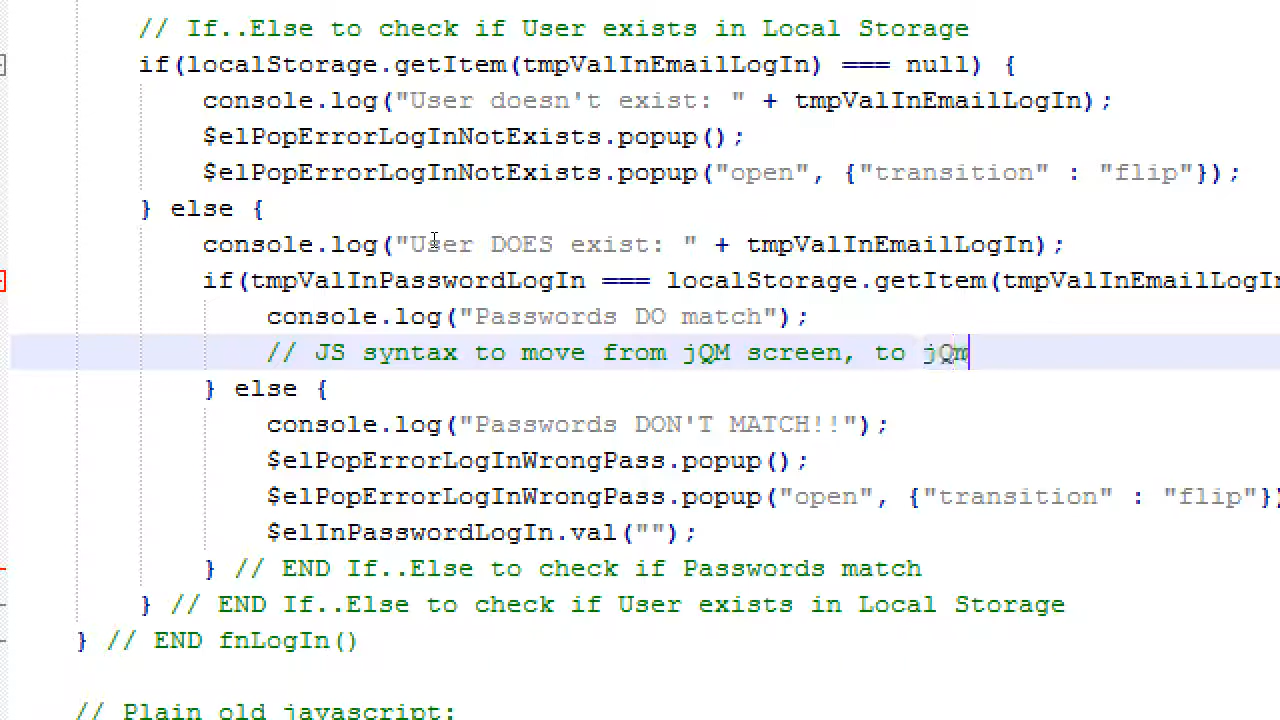 // If..Else to check if User exists in Local Storage
if(localStorage.getItem(tmpValInEmailLogIn) === null) {
console.log("User doesn't exist: " + tmpValInEmailLogIn);
$elPopErrorLogInNotExists.popup();
$elPopErrorLogInNotExists.popup("open", {"transition" : "flip"});
} else {
console.log("User DOES exist: " + tmpValInEmailLogIn);
if(tmpValInPasswordLogIn === localStorage.getItem(tmpValInEmailLogIn
console.log("Passwords DO match");
// JS syntax to move from jQM screen, to jQm
} else {
console.log("Passwords DON'T MATCH!!");
$elPopErrorLogInWrongPass.popup();
$elPopErrorLogInWrongPass.popup("open", {"transition" : "flip"})
$elInPasswordLogIn.val("");
} // END If..Else to check if Passwords match
} // END If..Else to check if User exists in Local Storage
} // END fnLogIn()
// Plain old javascript: